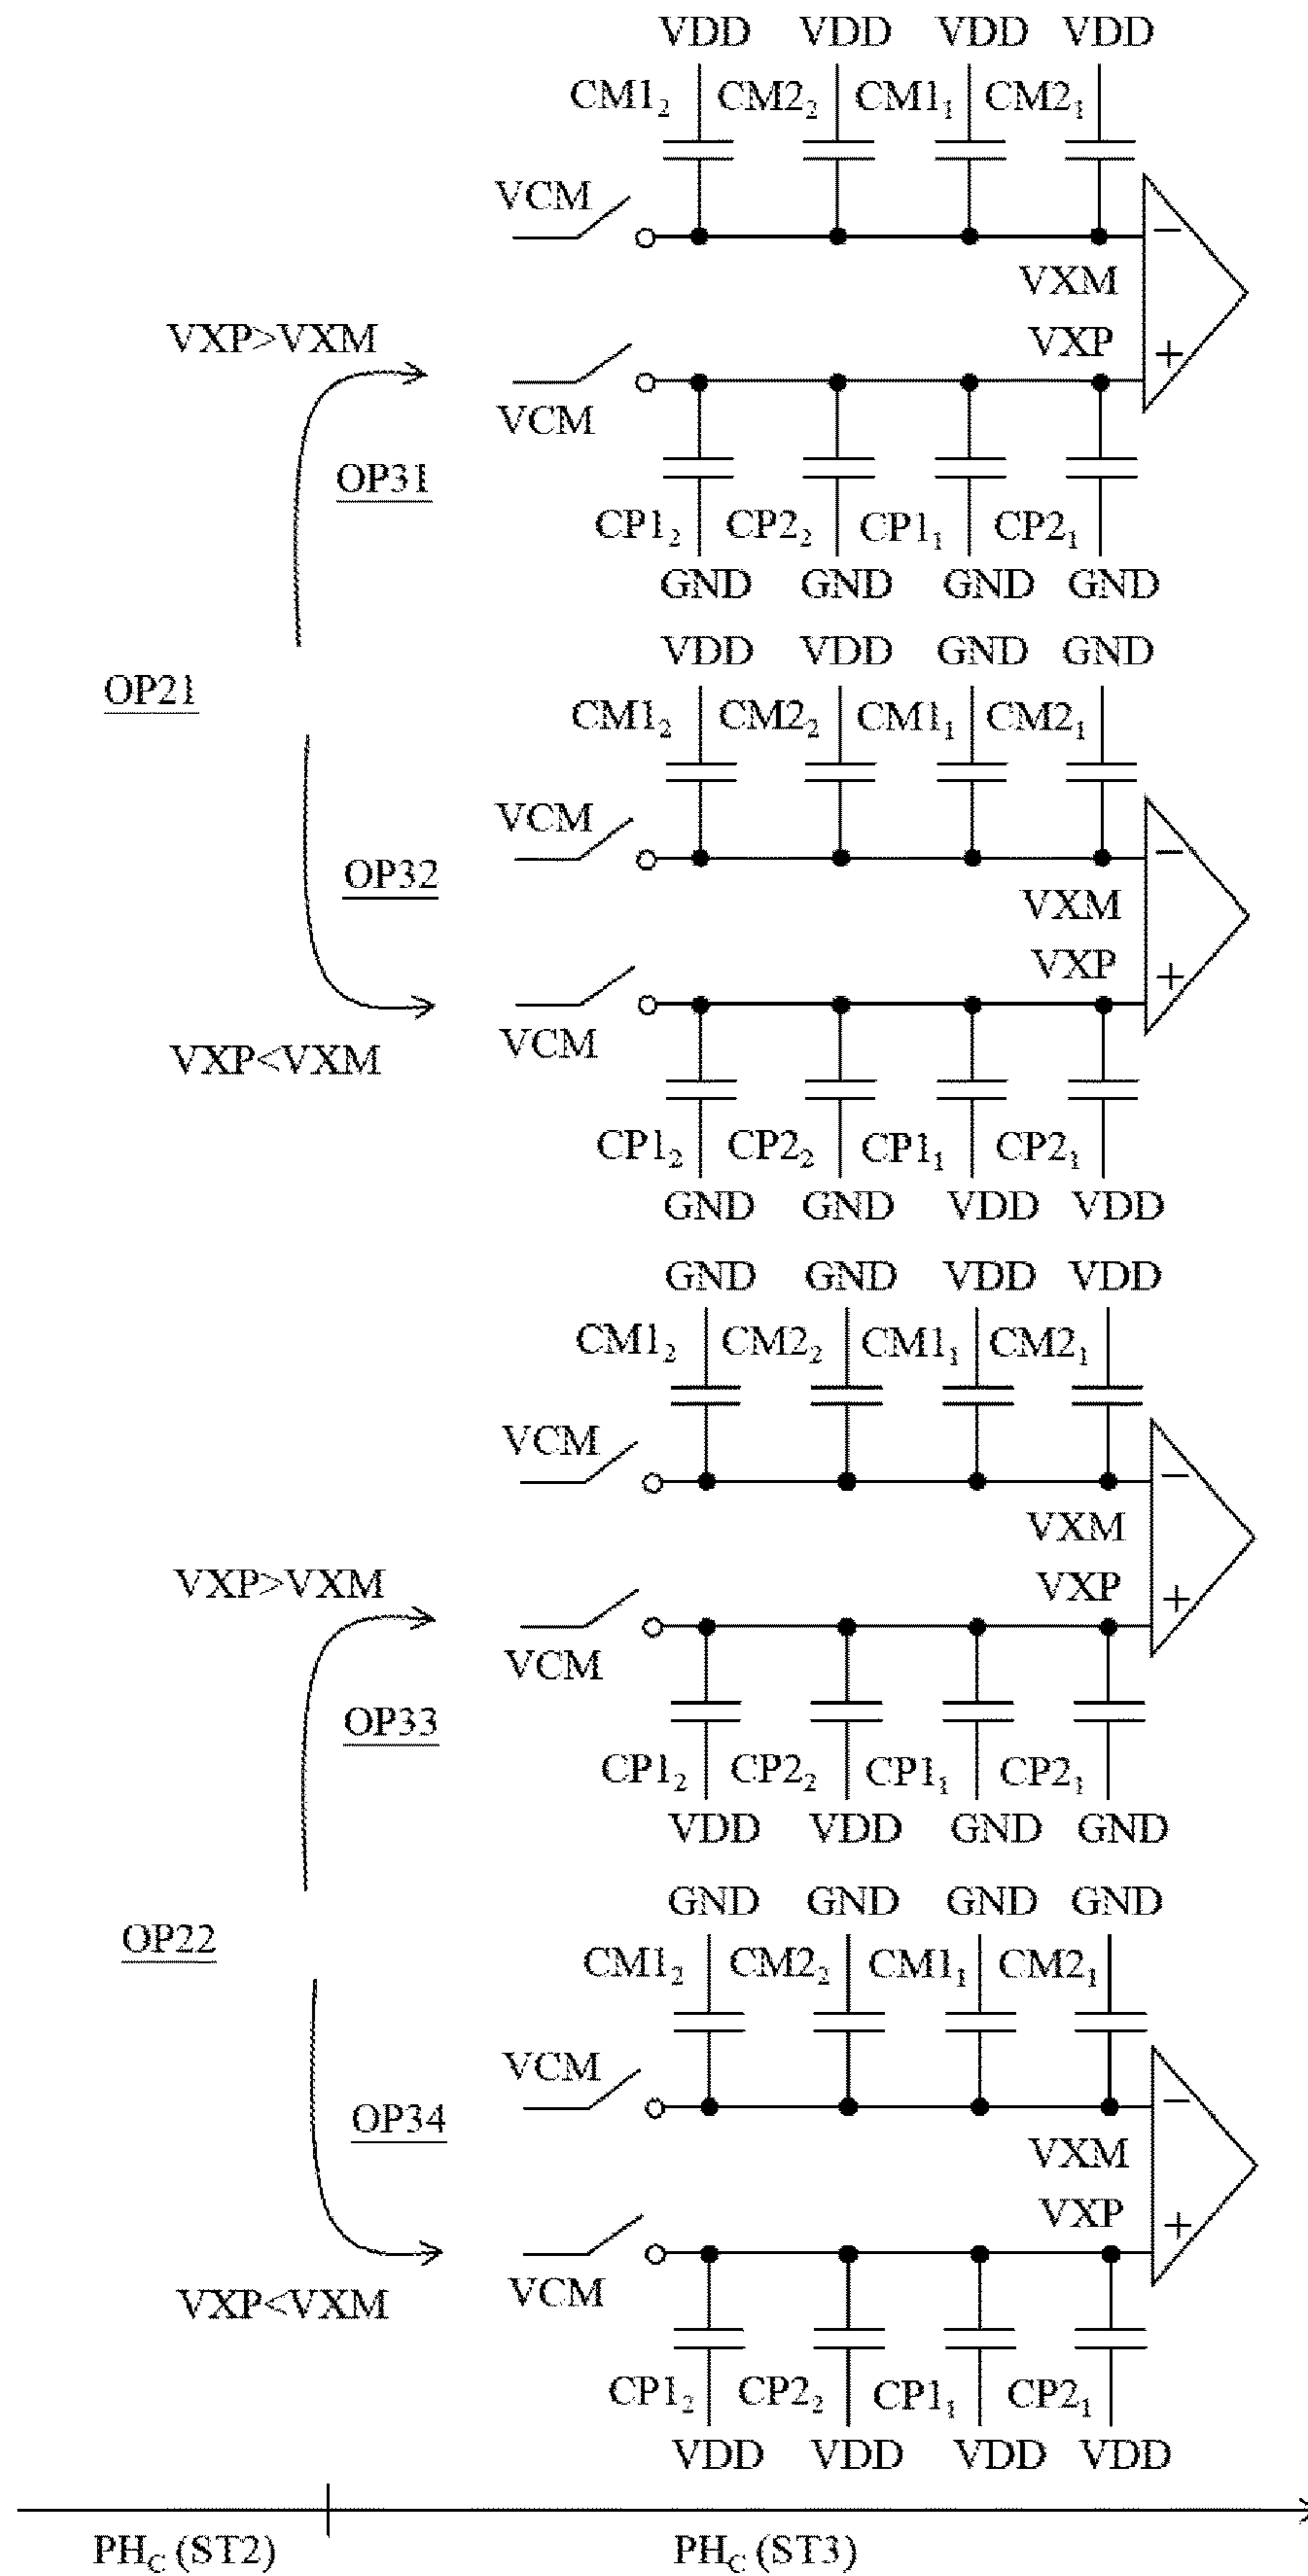 VDD VDD VDD VDD
CM1₂ CM2₂ CM1₁ CM2₁
VCM
−
VXM
VXP>VXM
VXP
+
VCM
OP31
CP1₂ CP2₂ CP1₁ CP2₁
GND GND GND GND
VDD VDD GND GND
OP21
CM1₂ CM2₂ CM1₁ CM2₁
VCM
−
OP32
VXM
VXP
+
VCM
VXP<VXM
CP1₂ CP2₂ CP1₁ CP2₁
GND GND VDD VDD
GND GND VDD VDD
CM1₂ CM2₂ CM1₁ CM2₁
VCM
−
VXM
VXP>VXM
VXP
+
VCM
OP33
CP1₂ CP2₂ CP1₁ CP2₁
VDD VDD GND GND
GND GND GND GND
OP22
CM1₂ CM2₂ CM1₁ CM2₁
VCM
−
OP34
VXM
VXP
+
VCM
VXP<VXM
CP1₂ CP2₂ CP1₁ CP2₁
VDD VDD VDD VDD
PH_C (ST2) PH_C (ST3)